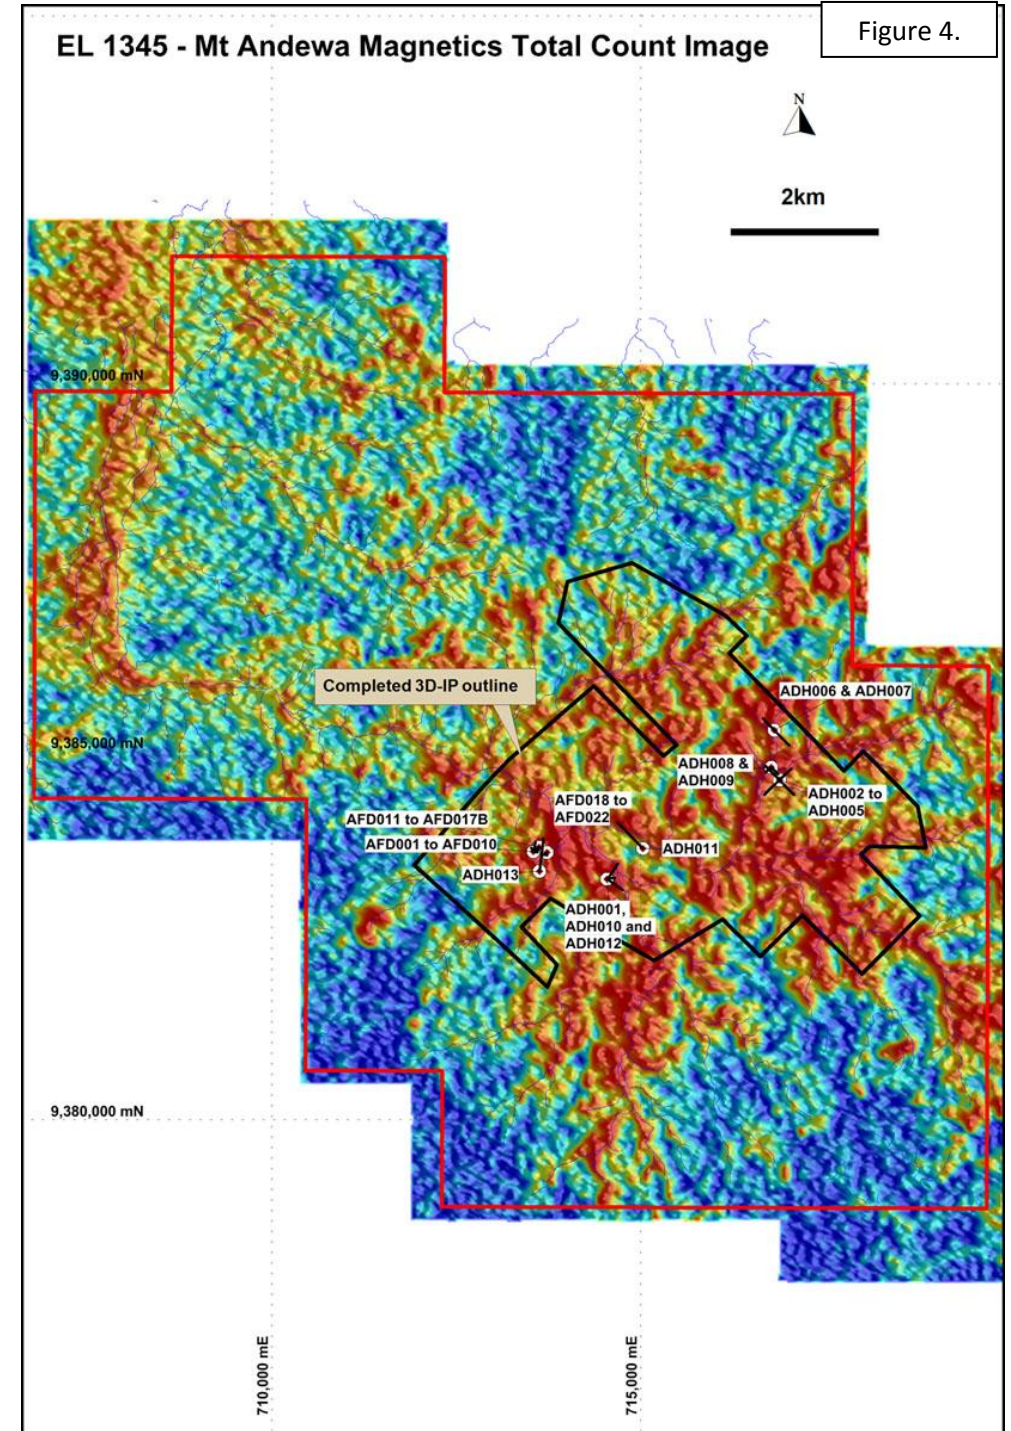 Figure 4.
EL 1345 - Mt Andewa Magnetics Total Count Image
N
2km
9,390,000 mN
Completed 3D-IP outline
ADH006 & ADH007
9,385,000 mN
ADH008 &
ADH009
ADH002 to
ADH005
AFD018 to
AFD022
AFD011 to AFD017B
AFD001 to AFD010
ADH011
ADH013
ADH001,
ADH010 and
ADH012
9,380,000 mN
710,000 mE
715,000 mE